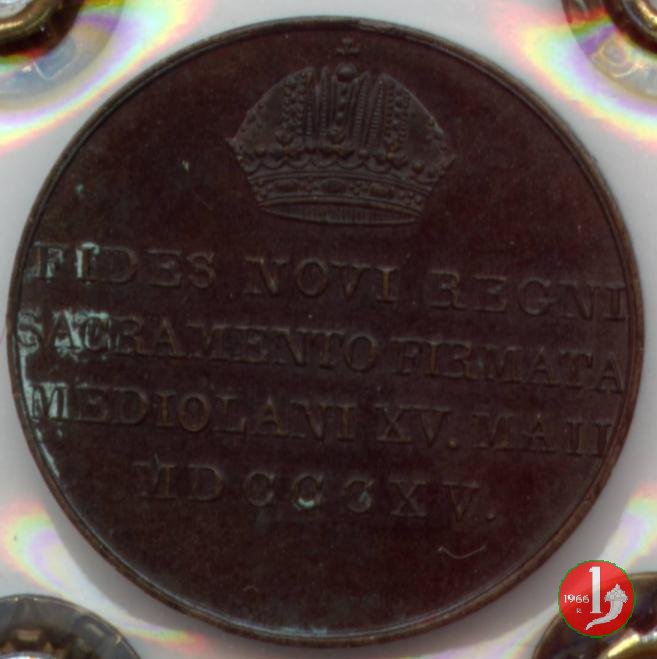 FIDES NOVI REGNI
SACRAMENTO FIRMATA
MEDIOLANI XV. MAII
MDCCCXV.
1966